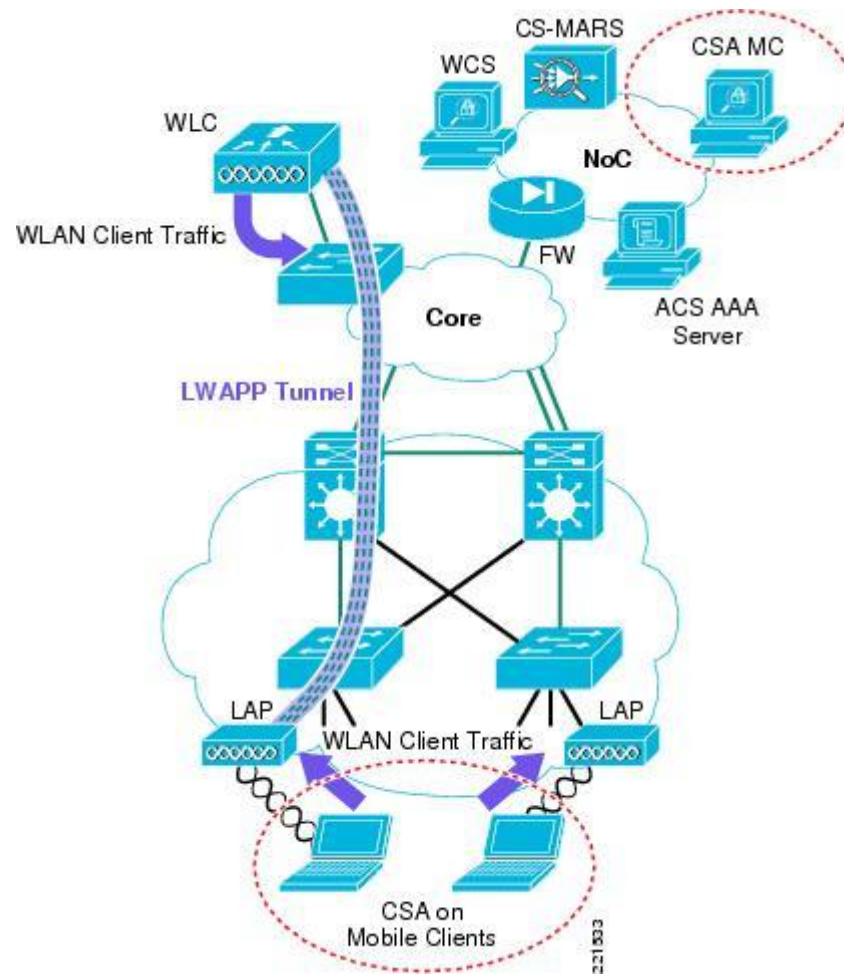 CS-MARS
CSA MC
WCS
WLC
NoC
WLAN Client Traffic
FW
ACS AAA
Server
Core
LWAPP Tunnel
LAP
LAP
WLAN Client Traffic
CSA on
Mobile Clients
221533